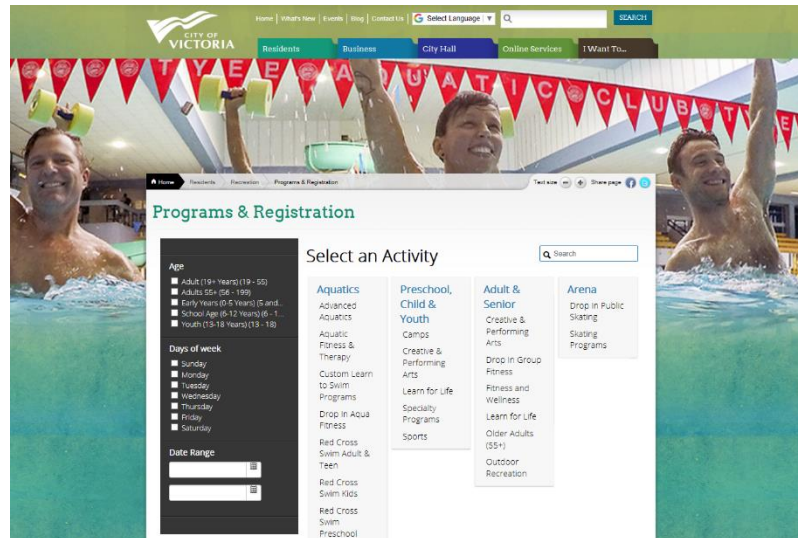 Home | What's New | Events | Blog | Contact Us | G Select Language ▼
SEARCH
CITY OF
VICTORIA
Residents
Business
City Hall
Online Services
I Want To...
TYEE AQUATIC CLUB TYE
Home
Residents
Recreation
Programs & Registration
Text size
Share page
Programs & Registration
Age
Adult (19+ Years) (19 - 55)
Adults 55+ (56 - 199)
Early Years (0-5 Years) (5 and...
School Age (6-12 Years) (6 - 1...
Youth (13-18 Years) (13 - 18)
Days of week
Sunday
Monday
Tuesday
Wednesday
Thursday
Friday
Saturday
Date Range
Select an Activity
Search
Aquatics
Advanced
Aquatics
Aquatic
Fitness &
Therapy
Custom Learn
to Swim
Programs
Drop In Aqua
Fitness
Red Cross
Swim Adult &
Teen
Red Cross
Swim Kids
Red Cross
Swim
Preschool
Preschool,
Child &
Youth
Camps
Creative &
Performing
Arts
Learn for Life
Specialty
Programs
Sports
Adult &
Senior
Creative &
Performing
Arts
Drop In Group
Fitness
Fitness and
Wellness
Learn for Life
Older Adults
(55+)
Outdoor
Recreation
Arena
Drop In Public
Skating
Skating
Programs